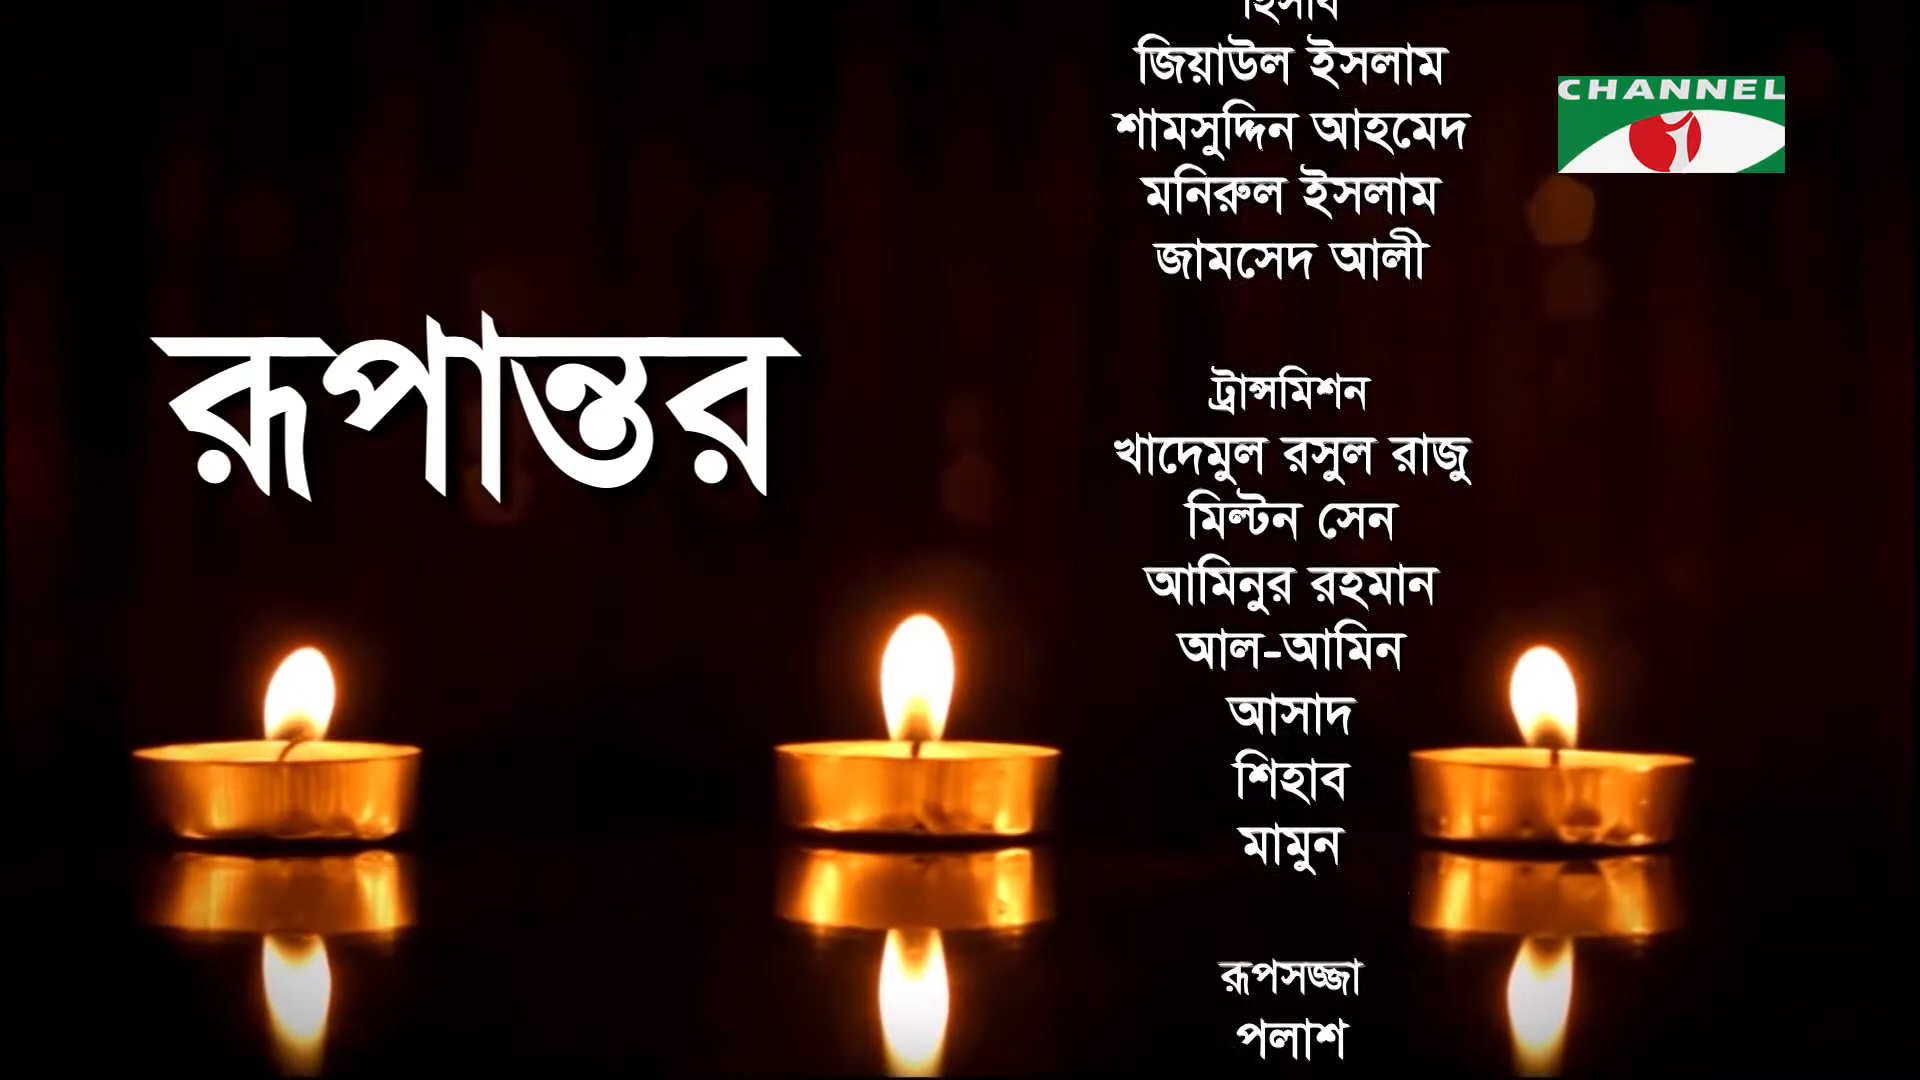 হিসাব
জিয়াউল ইসলাম
শামসুদ্দিন আহমেদ
মনিরুল ইসলাম
জামসেদ আলী
CHANNEL
রূপান্তর
ট্রান্সমিশন
খাদেমুল রসুল রাজু
মিল্টন সেন
আমিনুর রহমান
আল-আমিন
আসাদ
শিহাব
মামুন
রূপসজ্জা
পলাশ